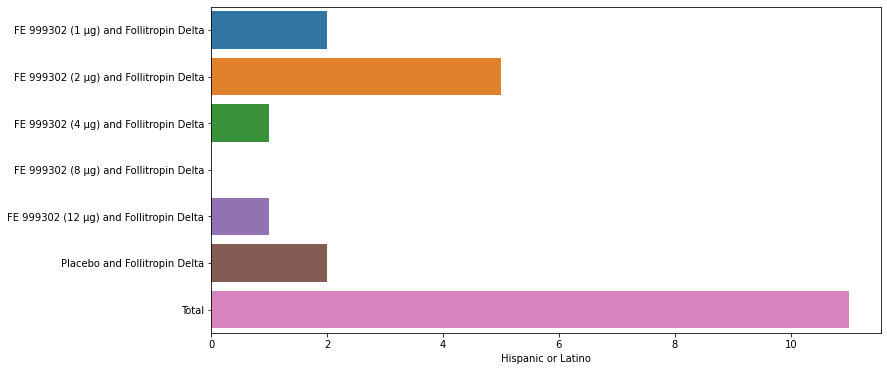 FE 999302 (1 µg) and Follitropin Delta
FE 999302 (2 µg) and Follitropin Delta
FE 999302 (4 µg) and Follitropin Delta
FE 999302 (8 µg) and Follitropin Delta
FE 999302 (12 µg) and Follitropin Delta
Placebo and Follitropin Delta
Total
0 2 4 6 8 10
Hispanic or Latino